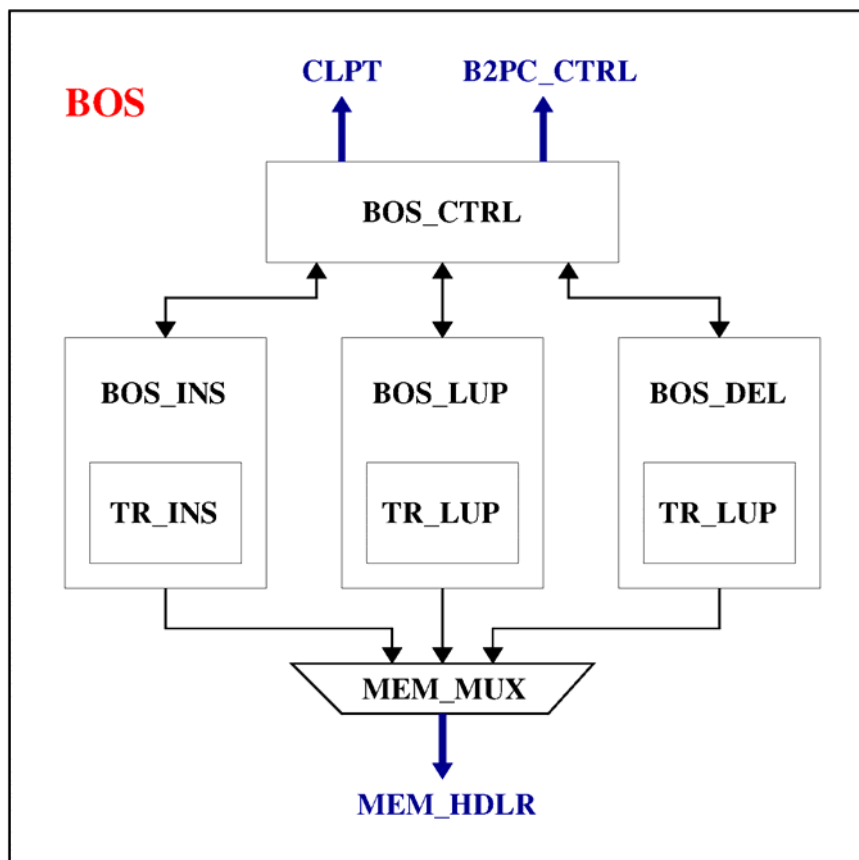 CLPT B2PC_CTRL
BOS
BOS_CTRL
BOS_INS BOS_LUP BOS_DEL
TR_INS TR_LUP TR_LUP
MEM_MUX
MEM_HDLR